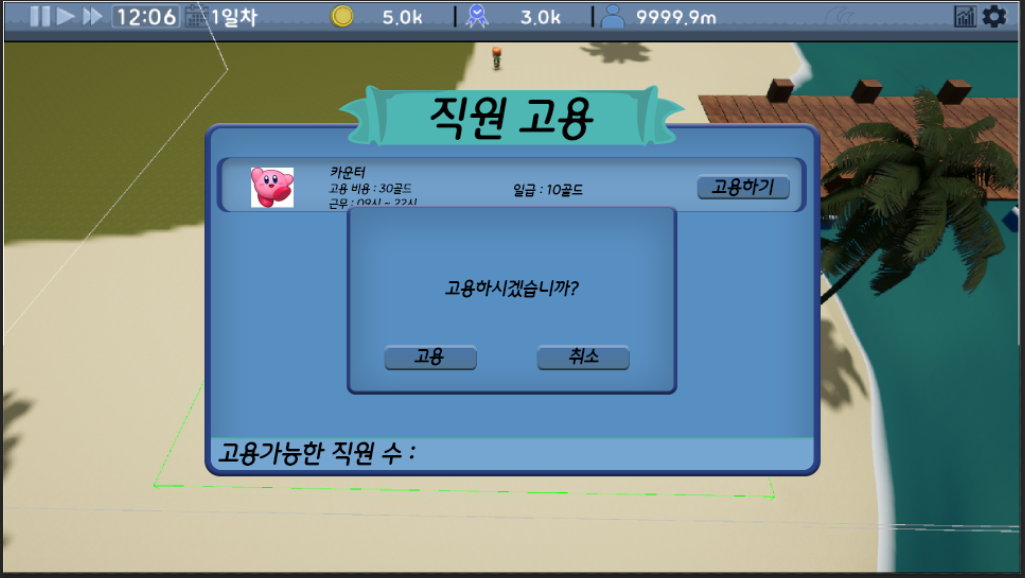 12:06 1일차 5.0k 3.0k 9999.9m
직원 고용
카운터
고용 비용 : 30골드
일급 : 10골드
고용하기
근무 : 09시 ~ 22시
고용하시겠습니까?
고용 취소
고용가능한 직원 수 :